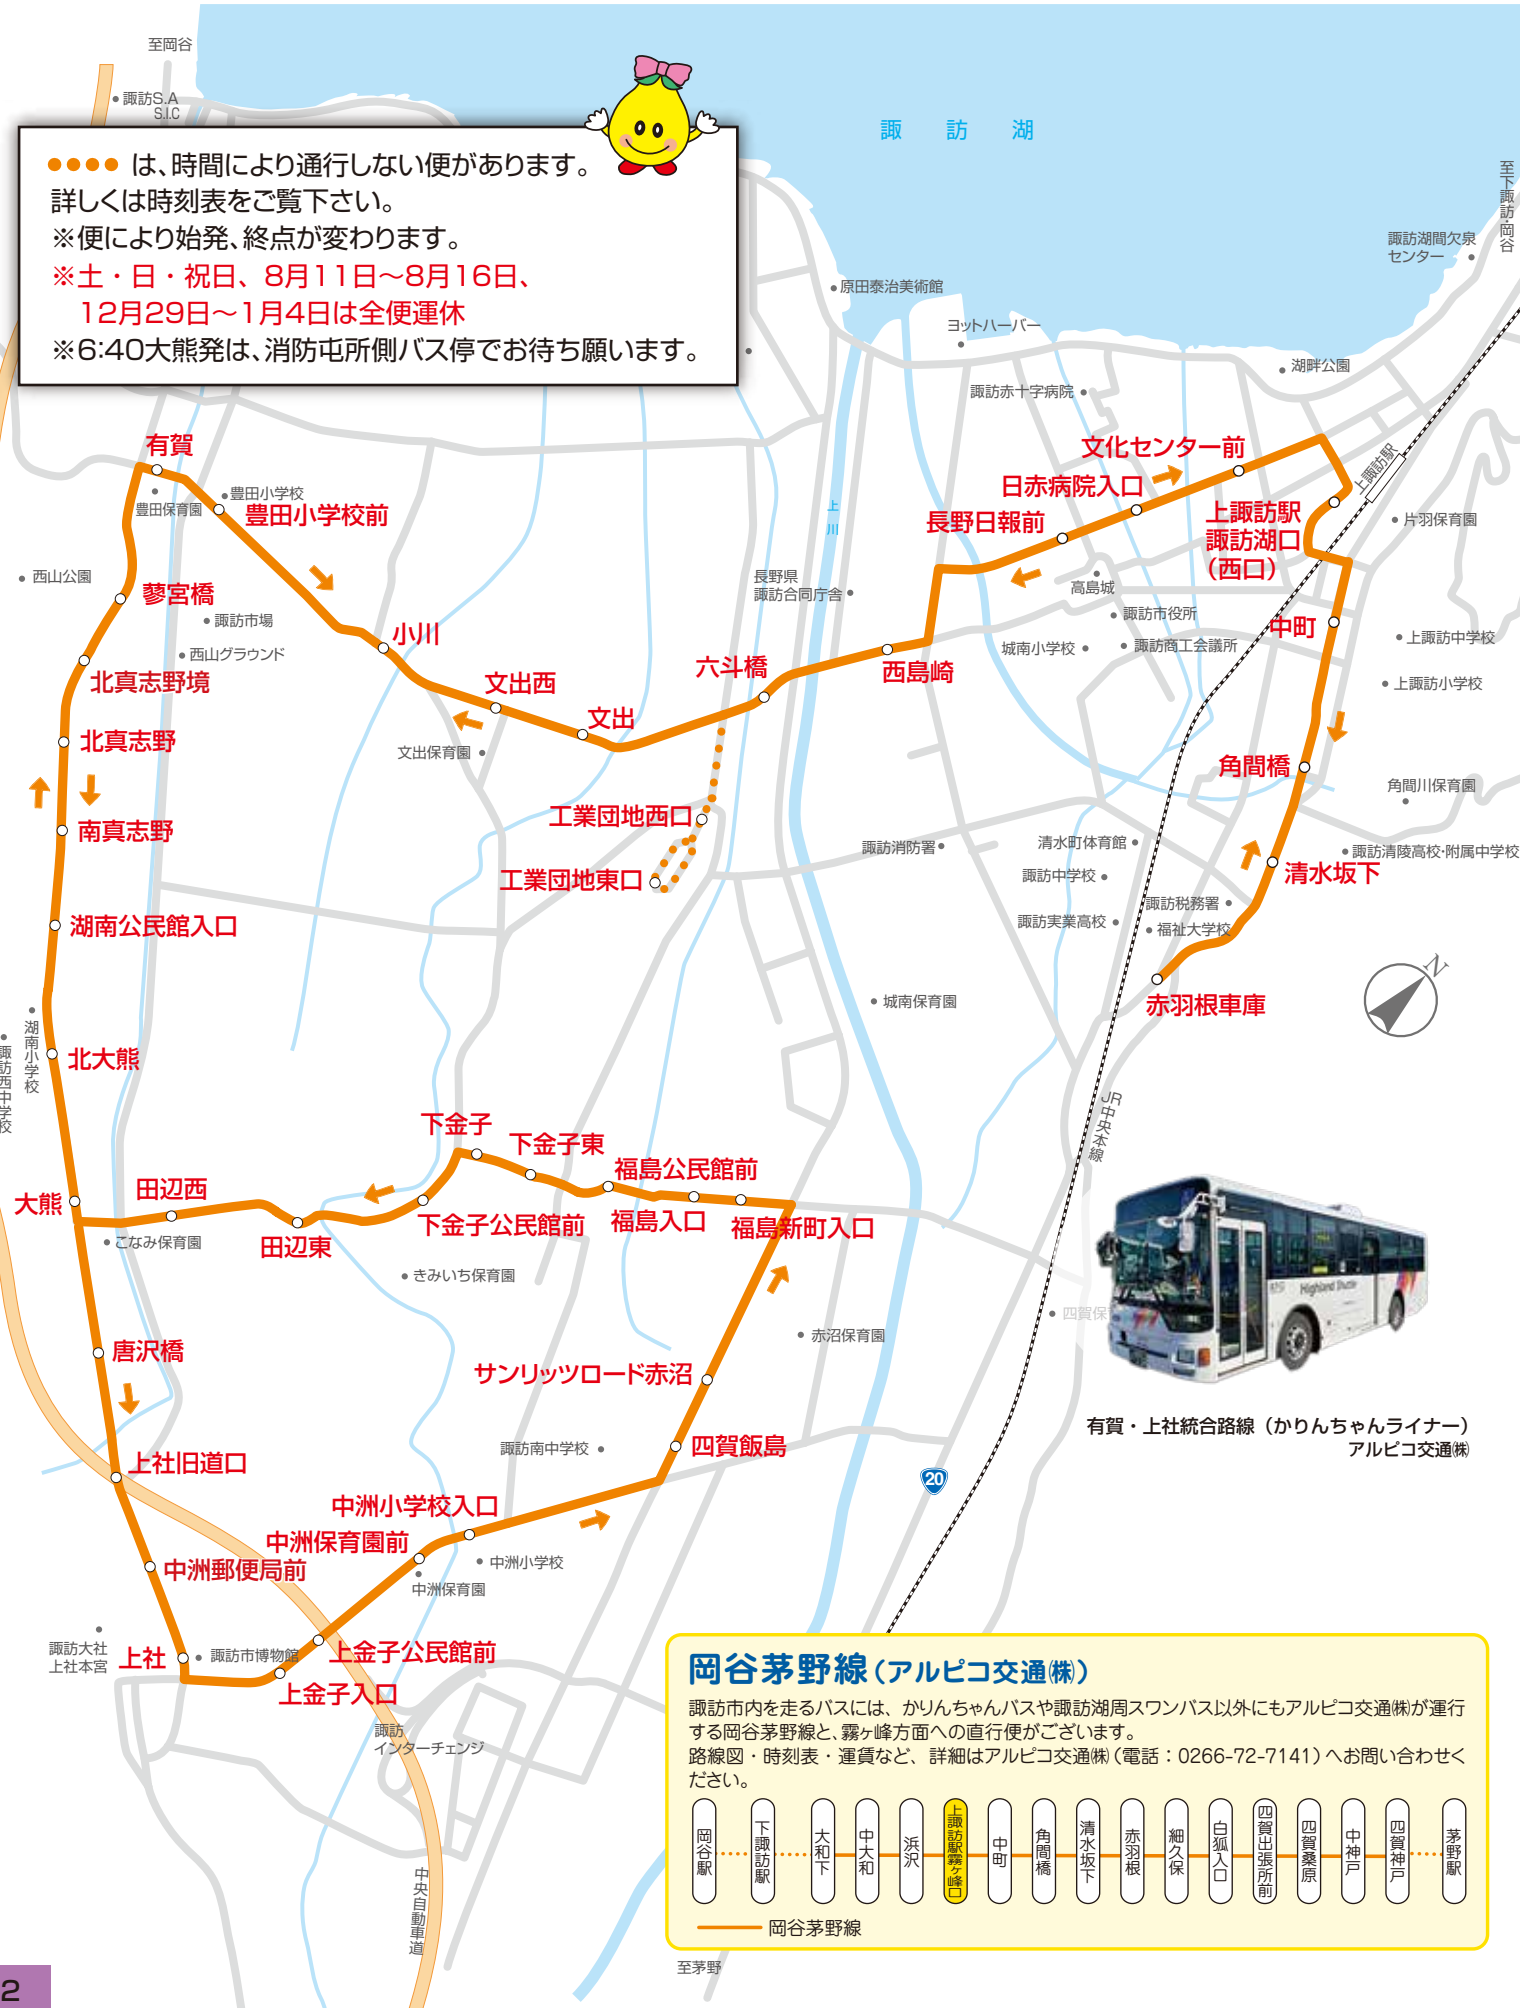 至岡谷
諏訪S.A
S.I.C
は、時間により通行しない便があります。
詳しくは時刻表をご覧下さい。
※便により始発、終点が変わります。
※土・日・祝日、8月11日～8月16日、
12月29日～1月4日は全便運休
※6:40大熊発は、消防屯所側バス停でお待ち願います。
諏訪湖
至下諏訪・岡谷
諏訪湖間欠泉
センター
原田泰治美術館
ヨットハーバー
湖畔公園
諏訪赤十字病院
上諏訪駅
有賀
豊田小学校
豊田保育園
豊田小学校前
文化センター前
日赤病院入口
長野日報前
上諏訪駅
諏訪湖口
（西口）
片羽保育園
上川
西山公園
蓼宮橋
諏訪市場
西山グラウンド
小川
長野県
諏訪合同庁舎
高島城
諏訪市役所
城南小学校
諏訪商工会議所
中町
上諏訪中学校
上諏訪小学校
北真志野境
文出西
文出
六斗橋
西島崎
北真志野
文出保育園
角間橋
角間川保育園
南真志野
工業団地西口
工業団地東口
諏訪消防署
清水町体育館
諏訪中学校
諏訪清陵高校・附属中学校
清水坂下
諏訪税務署
諏訪実業高校
福祉大学校
湖南公民館入口
赤羽根車庫
N
城南保育園
湖南小学校
諏訪西中学校
北大熊
JR中央本線
下金子
下金子東
福島公民館前
大熊
田辺西
田辺東
下金子公民館前
福島入口
福島新町入口
こなみ保育園
きみいち保育園
四賀保
赤沼保育園
Highland Shuttle
唐沢橋
サンリッツロード赤沼
有賀・上社統合路線（かりんちゃんライナー）
アルピコ交通㈱
諏訪南中学校
四賀飯島
上社旧道口
20
中洲小学校入口
中洲保育園前
中洲小学校
中洲保育園
中洲郵便局前
諏訪大社
上社本宮
上社
諏訪市博物館
上金子公民館前
上金子入口
諏訪
インターチェンジ
中央自動車道
岡谷茅野線（アルピコ交通㈱）
諏訪市内を走るバスには、かりんちゃんバスや諏訪湖周スワンバス以外にもアルピコ交通㈱が運行
する岡谷茅野線と、霧ヶ峰方面への直行便がございます。
路線図・時刻表・運賃など、詳細はアルピコ交通㈱（電話：0266-72-7141）へお問い合わせく
ださい。
岡谷駅
下諏訪駅
大和下
中大和
浜沢
上諏訪駅霧ヶ峰口
中町
角間橋
清水坂下
赤羽根
細久保
白狐入口
四賀出張所前
四賀桑原
中神戸
四賀神戸
茅野駅
岡谷茅野線
至茅野
2